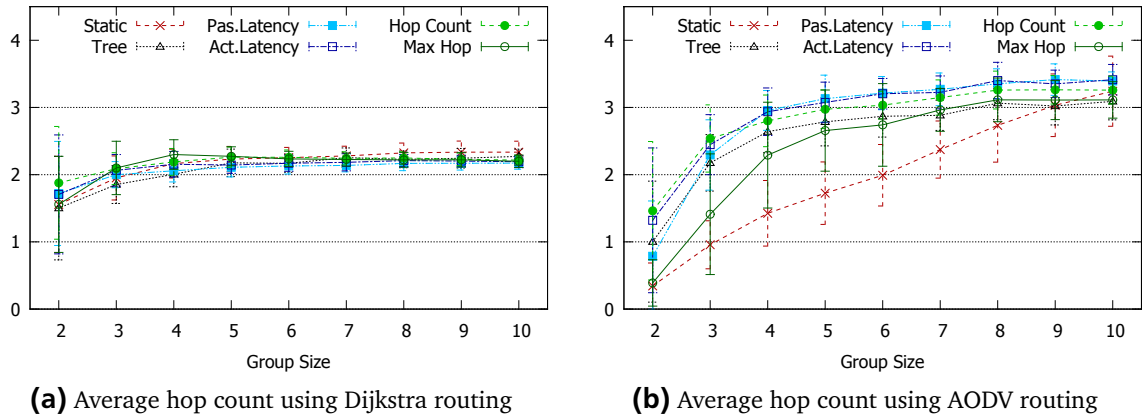 Static
Tree
Pas.Latency
Act.Latency
Hop Count
Max Hop
4
3
2
1
0
2 3 4 5 6 7 8 9 10
Group Size
(a) Average hop count using Dijkstra routing
Static
Tree
Pas.Latency
Act.Latency
Hop Count
Max Hop
4
3
2
1
0
2 3 4 5 6 7 8 9 10
Group Size
(b) Average hop count using AODV routing